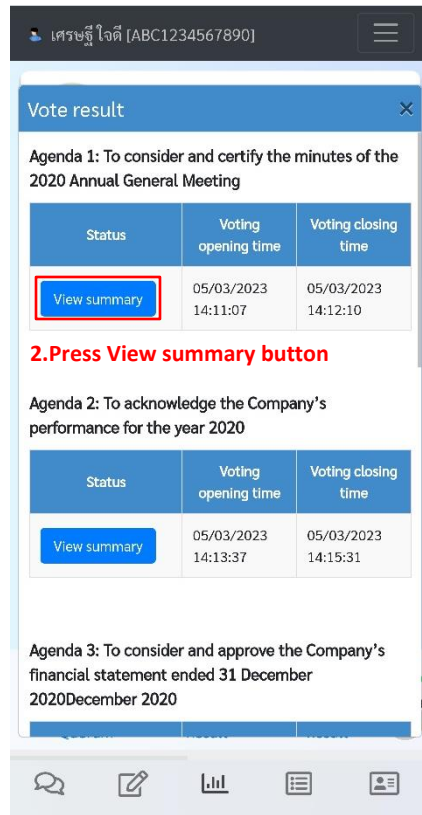 เศรษฐี ใจดี [ABC1234567890]
Vote result ×
Agenda 1: To consider and certify the minutes of the
2020 Annual General Meeting
Status
Voting
opening time
Voting closing
time
View summary
05/03/2023
14:11:07
05/03/2023
14:12:10
2.Press View summary button
Agenda 2: To acknowledge the Company's
performance for the year 2020
Status
Voting
opening time
Voting closing
time
View summary
05/03/2023
14:13:37
05/03/2023
14:15:31
Agenda 3: To consider and approve the Company's
financial statement ended 31 December
2020December 2020